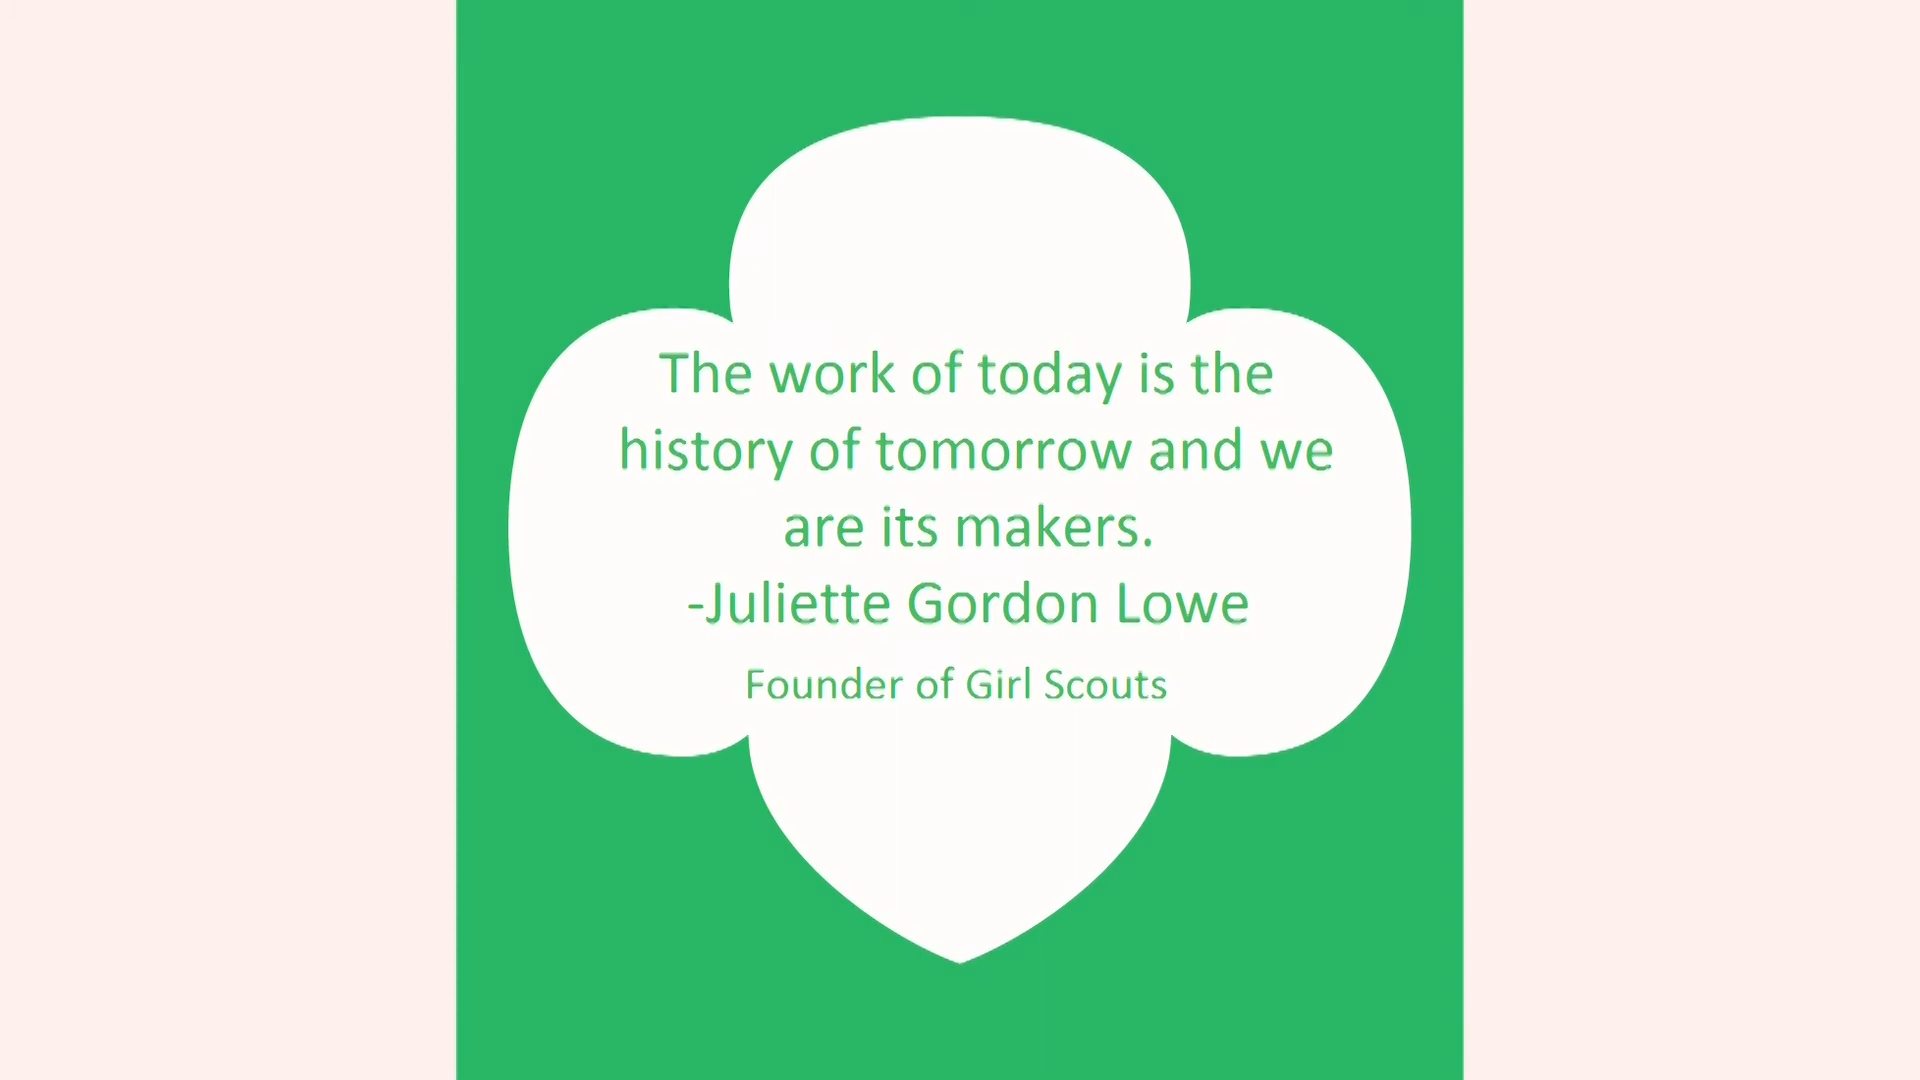 The work of today is the
history of tomorrow and we
are its makers.
-Juliette Gordon Lowe
Founder of Girl Scouts